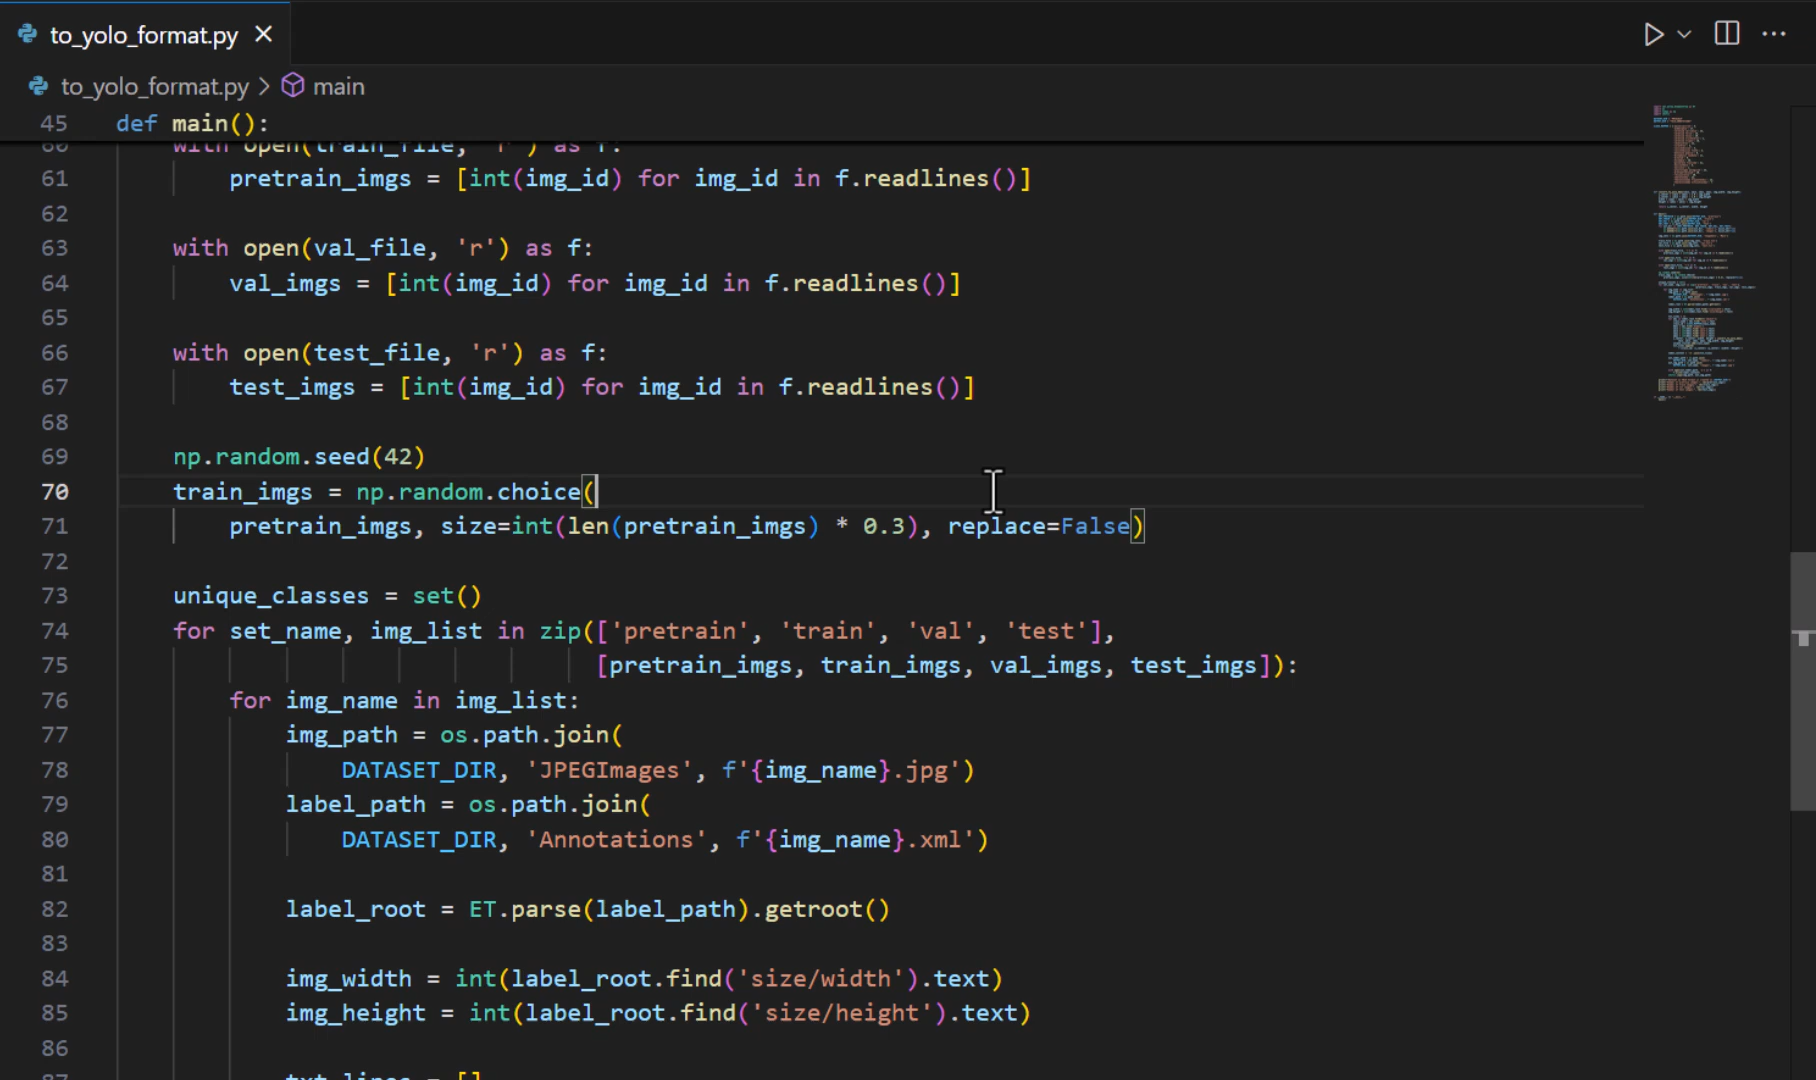 to_yolo_format.py
to_yolo_format.py > main
45 def main():
60 with open(train_file, 'r') as f:
61 pretrain_imgs = [int(img_id) for img_id in f.readlines()]
62
63 with open(val_file, 'r') as f:
64 val_imgs = [int(img_id) for img_id in f.readlines()]
65
66 with open(test_file, 'r') as f:
67 test_imgs = [int(img_id) for img_id in f.readlines()]
68
69 np.random.seed(42)
70 train_imgs = np.random.choice(
71 pretrain_imgs, size=int(len(pretrain_imgs) * 0.3), replace=False)
72
73 unique_classes = set()
74 for set_name, img_list in zip(['pretrain', 'train', 'val', 'test'],
75 [pretrain_imgs, train_imgs, val_imgs, test_imgs]):
76 for img_name in img_list:
77 img_path = os.path.join(
78 DATASET_DIR, 'JPEGImages', f'{img_name}.jpg')
79 label_path = os.path.join(
80 DATASET_DIR, 'Annotations', f'{img_name}.xml')
81
82 label_root = ET.parse(label_path).getroot()
83
84 img_width = int(label_root.find('size/width').text)
85 img_height = int(label_root.find('size/height').text)
86
87 txt_lines = []